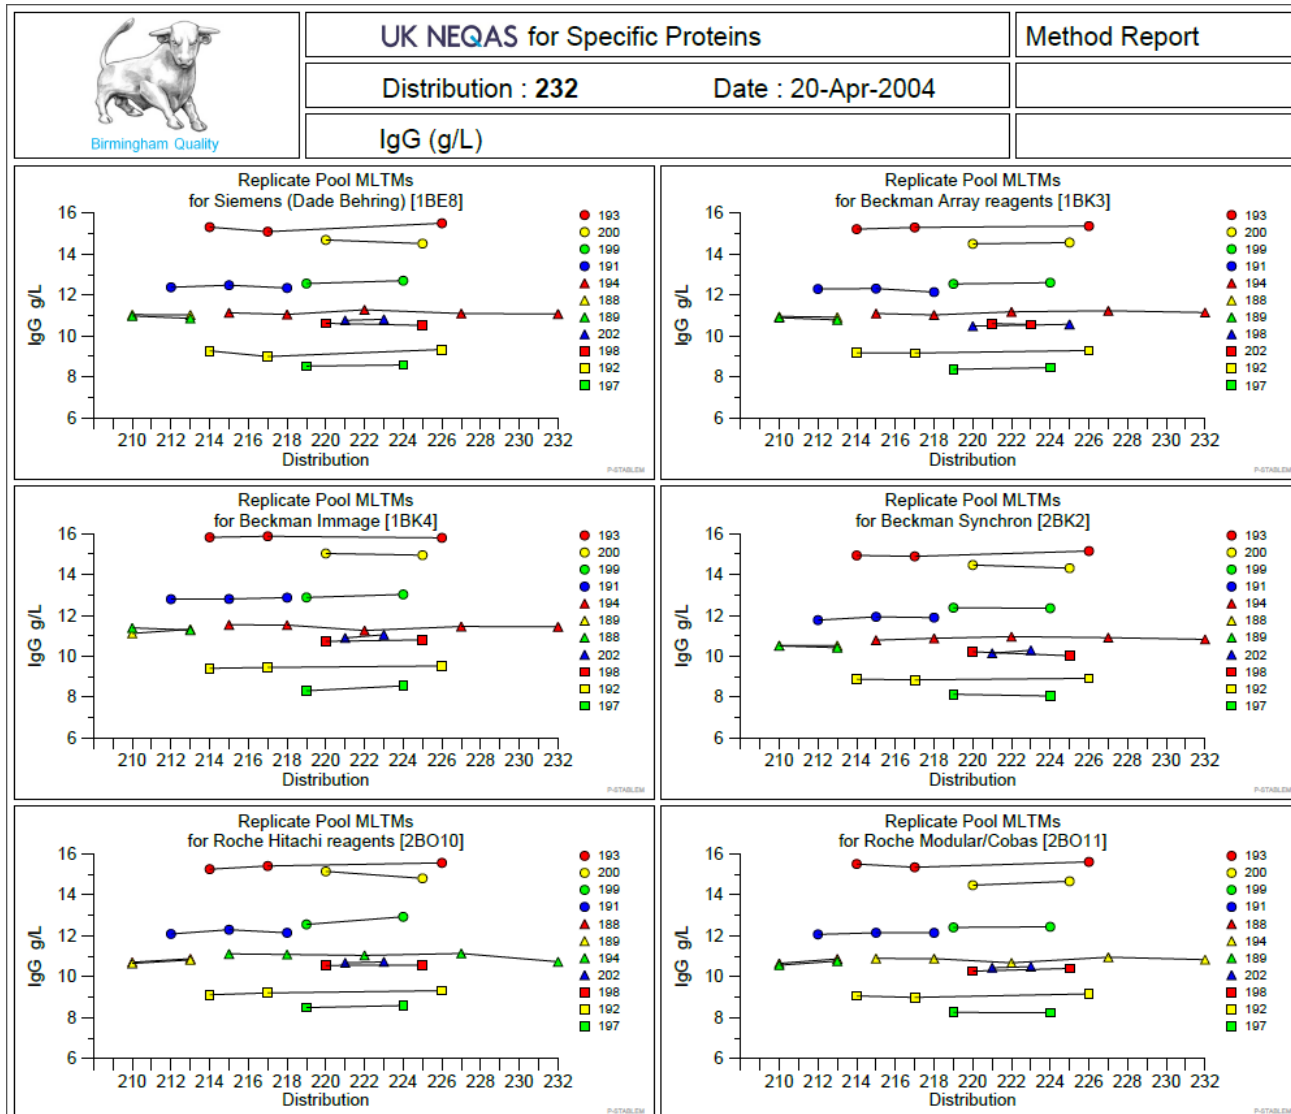 UK NEQAS for Specific Proteins
Method Report
Distribution : 232 Date : 20-Apr-2004
Birmingham Quality
IgG (g/L)
Replicate Pool MLTMs
for Siemens (Dade Behring) [1BE8]
16
14
12
10
8
6
IgG g/L
210 212 214 216 218 220 222 224 226 228 230 232
Distribution
193
200
199
191
194
188
189
202
198
192
197
P-STABLEM
Replicate Pool MLTMs
for Beckman Array reagents [1BK3]
16
14
12
10
8
6
IgG g/L
210 212 214 216 218 220 222 224 226 228 230 232
Distribution
193
200
199
191
194
188
189
198
202
192
197
P-STABLEM
Replicate Pool MLTMs
for Beckman Immage [1BK4]
16
14
12
10
8
6
IgG g/L
210 212 214 216 218 220 222 224 226 228 230 232
Distribution
193
200
199
191
194
189
188
202
198
192
197
P-STABLEM
Replicate Pool MLTMs
for Beckman Synchron [2BK2]
16
14
12
10
8
6
IgG g/L
210 212 214 216 218 220 222 224 226 228 230 232
Distribution
193
200
199
191
194
188
189
202
198
192
197
P-STABLEM
Replicate Pool MLTMs
for Roche Hitachi reagents [2BO10]
16
14
12
10
8
6
IgG g/L
210 212 214 216 218 220 222 224 226 228 230 232
Distribution
193
200
199
191
188
189
194
202
198
192
197
P-STABLEM
Replicate Pool MLTMs
for Roche Modular/Cobas [2BO11]
16
14
12
10
8
6
IgG g/L
210 212 214 216 218 220 222 224 226 228 230 232
Distribution
193
200
199
191
188
194
189
202
198
192
197
P-STABLEM